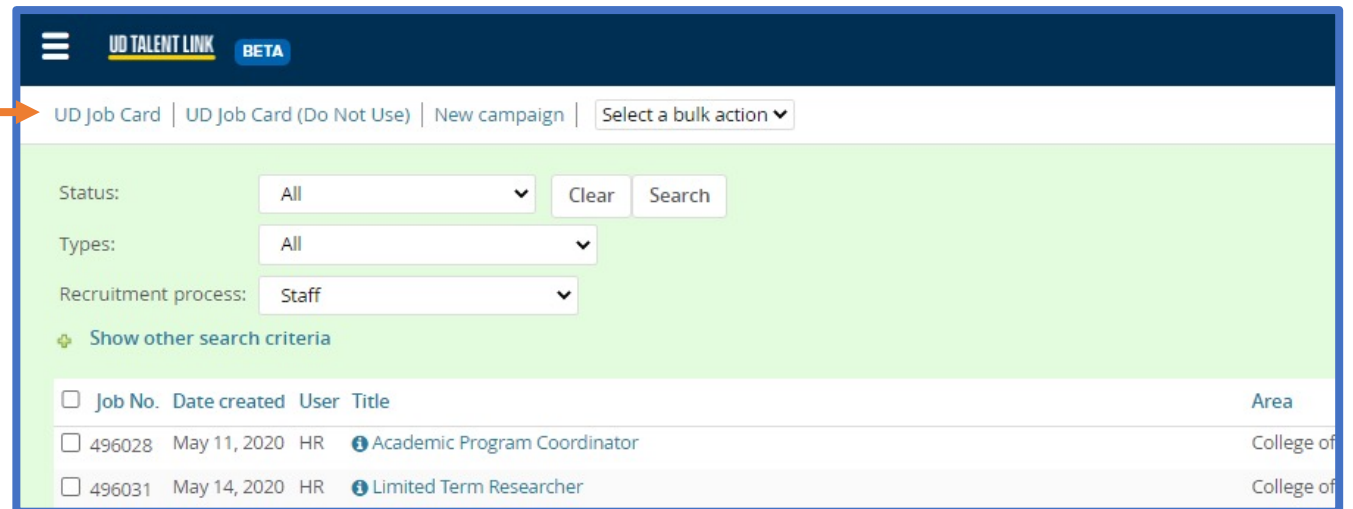 UD TALENT LINK BETA
UD Job Card | UD Job Card (Do Not Use) | New campaign | Select a bulk action
Status: All Clear Search
Types: All
Recruitment process: Staff
Show other search criteria
Job No. Date created User Title Area
496028 May 11, 2020 HR Academic Program Coordinator College of
496031 May 14, 2020 HR Limited Term Researcher College of